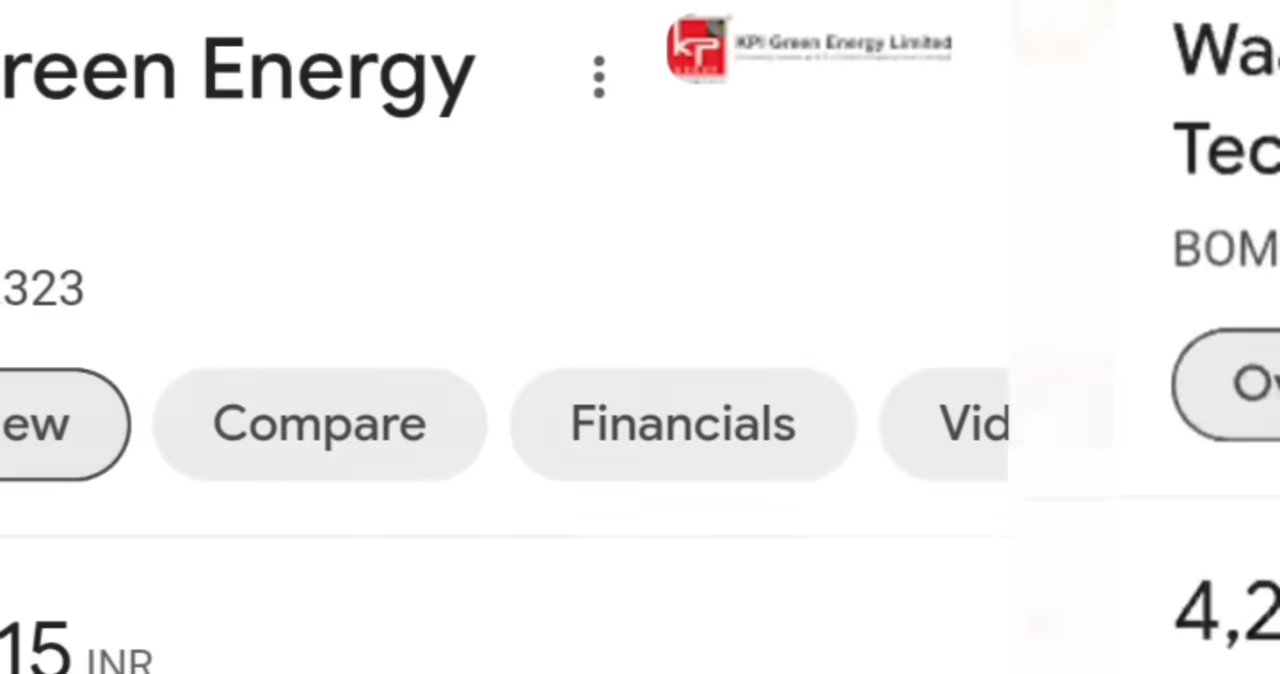 reen Energy
KPI Green Energy Limited
323
ew
Compare
Financials
Vid
15 INR
Wa
Tec
BOM
Ov
4,2